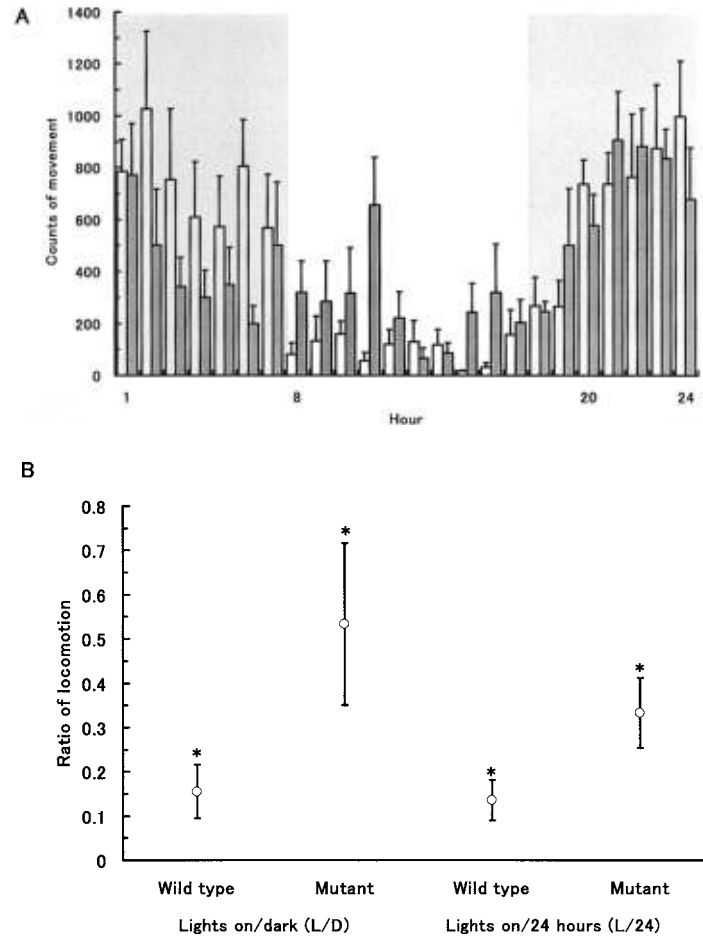 A
1400
1200
1000
800
600
400
200
0
Counts of movement
1 8 20 24
Hour
B
0.8
0.7
0.6
0.5
0.4
0.3
0.2
0.1
0
Ratio of locomotion
* * * *
Wild type Mutant Wild type Mutant
Lights on/dark (L/D) Lights on/24 hours (L/24)